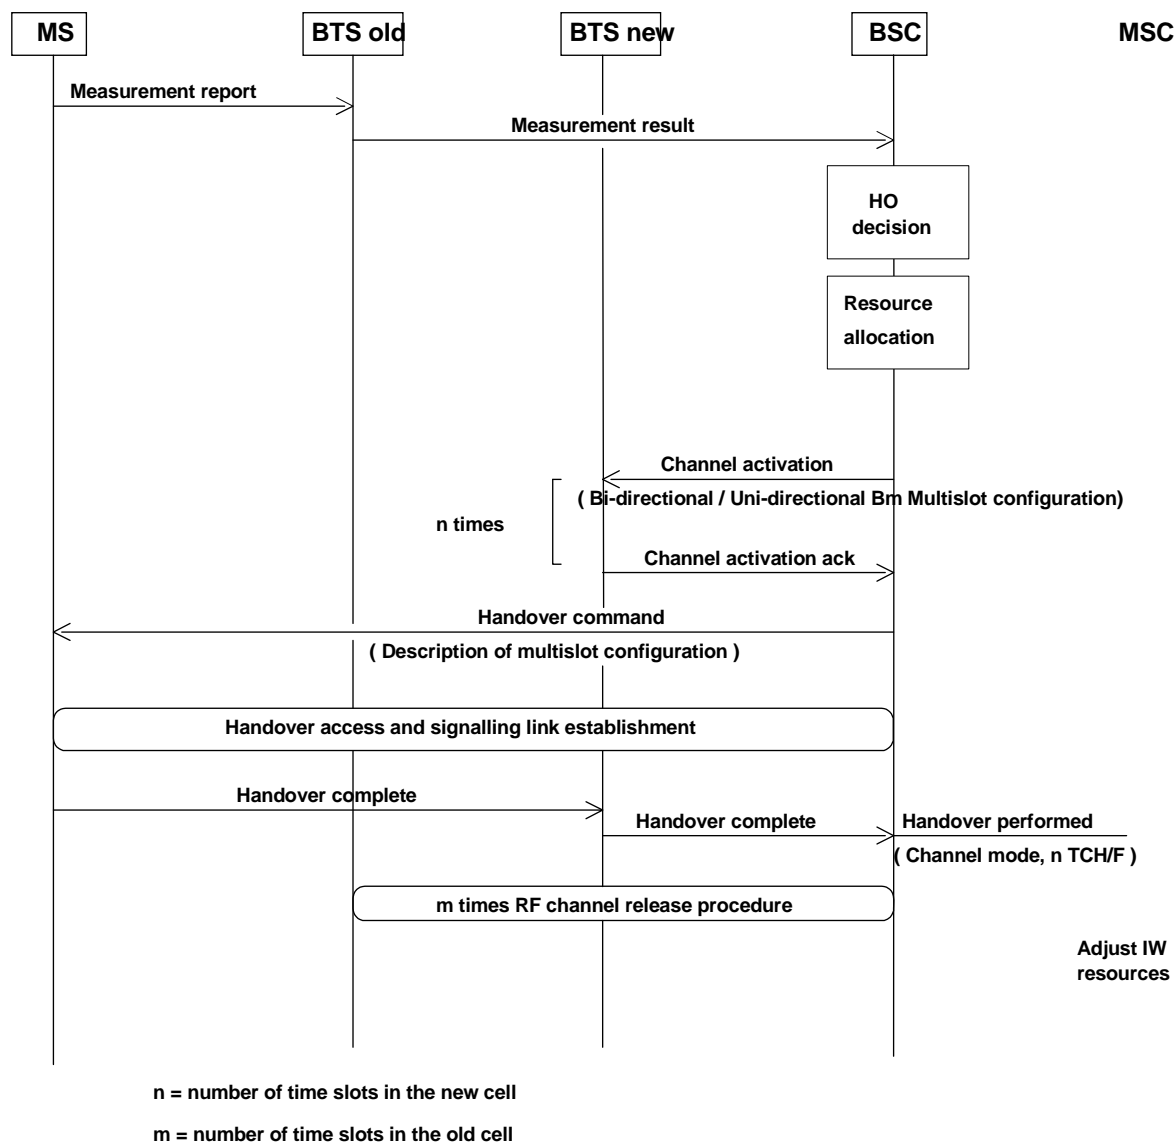 MS
BTS old
BTS new
BSC
MSC
Measurement report
Measurement result
HO
decision
Resource
allocation
Channel activation
( Bi-directional / Uni-directional Bm Multislot configuration)
n times
Channel activation ack
Handover command
( Description of multislot configuration )
Handover access and signalling link establishment
Handover complete
Handover complete
Handover performed
( Channel mode, n TCH/F )
m times RF channel release procedure
Adjust IW
resources
n = number of time slots in the new cell
m = number of time slots in the old cell